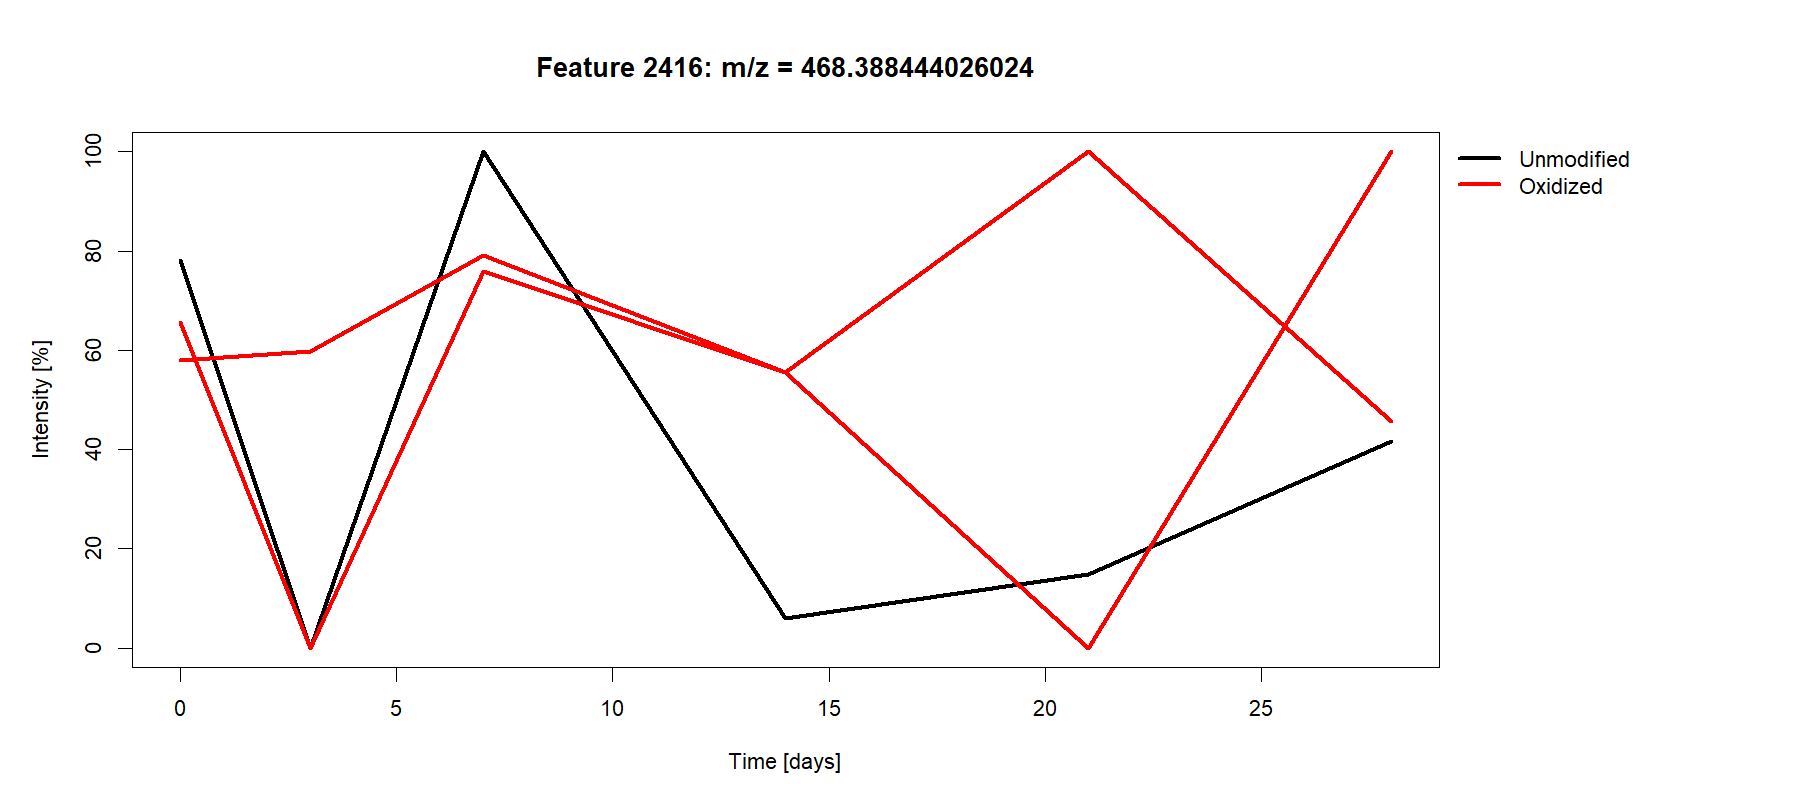 Feature 2416: m/z = 468.388444026024
Unmodified
Oxidized
100
80
60
40
20
0
Intensity [%]
0 5 10 15 20 25
Time [days]